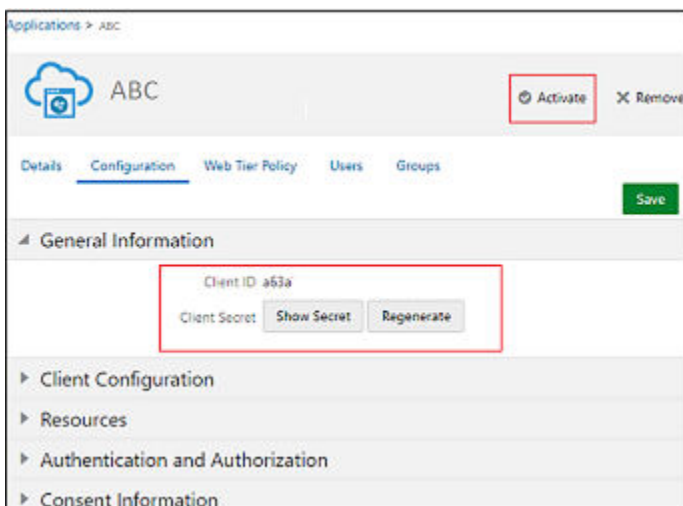 Applications > ABC
ABC
Activate
Remove
Details Configuration Web Tier Policy Users Groups
Save
General Information
Client ID a63a
Client Secret Show Secret Regenerate
Client Configuration
Resources
Authentication and Authorization
Consent Information